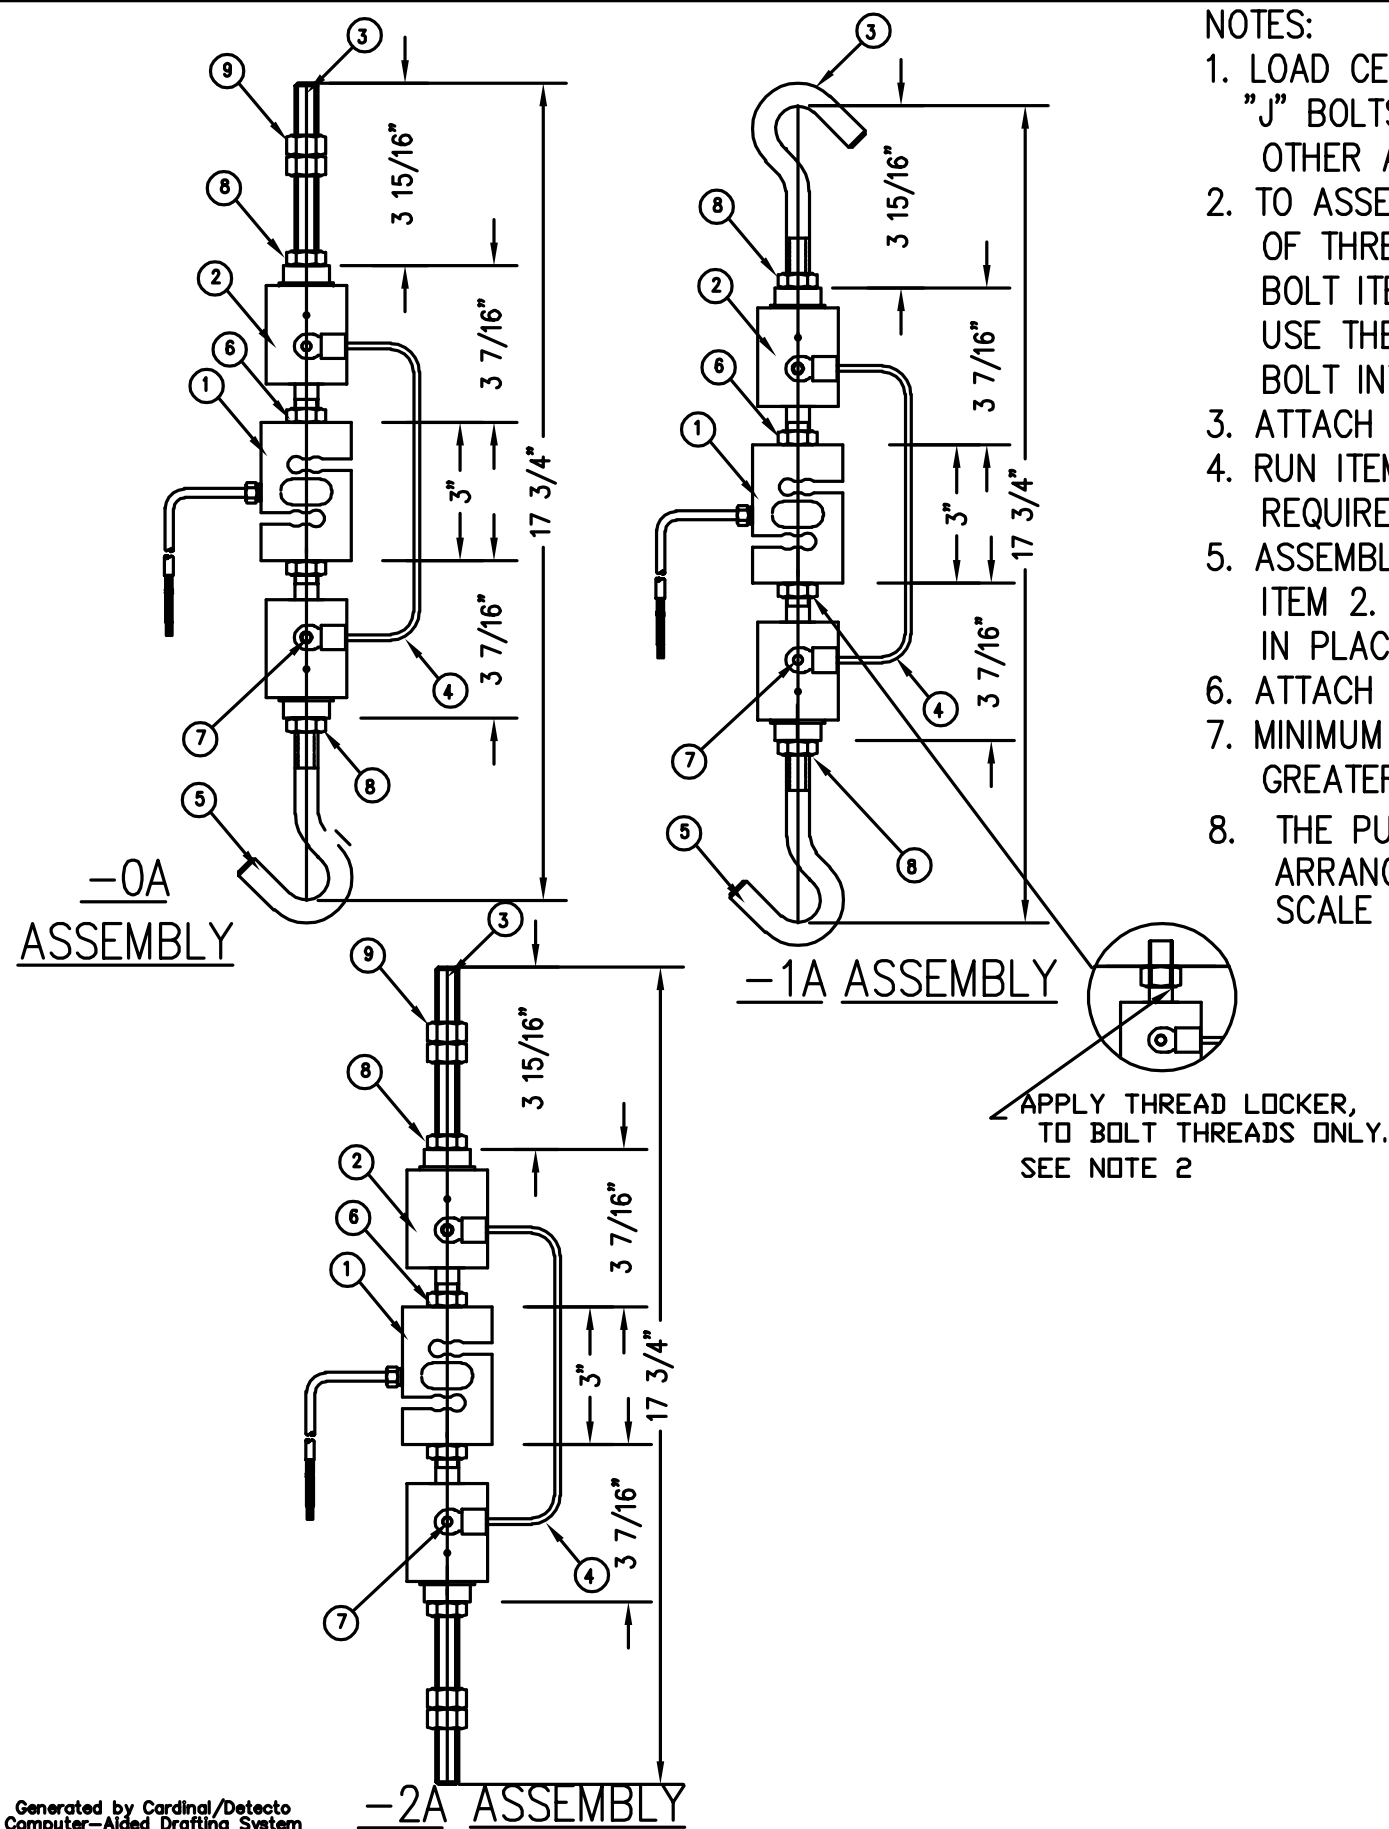 3
9
3 15/16"
8
2
3 7/16"
6
1
3"
17 3/4"
3 7/16"
4
7
8
5
-0A
ASSEMBLY
3
3 15/16"
8
2
3 7/16"
6
1
3"
17 3/4"
3 7/16"
4
7
5
8
-1A ASSEMBLY
APPLY THREAD LOCKER,
TO BOLT THREADS ONLY.
SEE NOTE 2
3
9
3 15/16"
8
2
6
3 7/16"
1
3"
17 3/4"
3 7/16"
4
7
-2A ASSEMBLY
NOTES:
1. LOAD CE
"J" BOLTS
OTHER A
2. TO ASSE
OF THRE
BOLT ITE
USE THE
BOLT IN
3. ATTACH
4. RUN ITEM
REQUIRE
5. ASSEMBL
ITEM 2.
IN PLAC
6. ATTACH
7. MINIMUM
GREATER
8. THE PU
ARRANG
SCALE
Generated by Cardinal/Detecto
Computer-Aided Drafting System